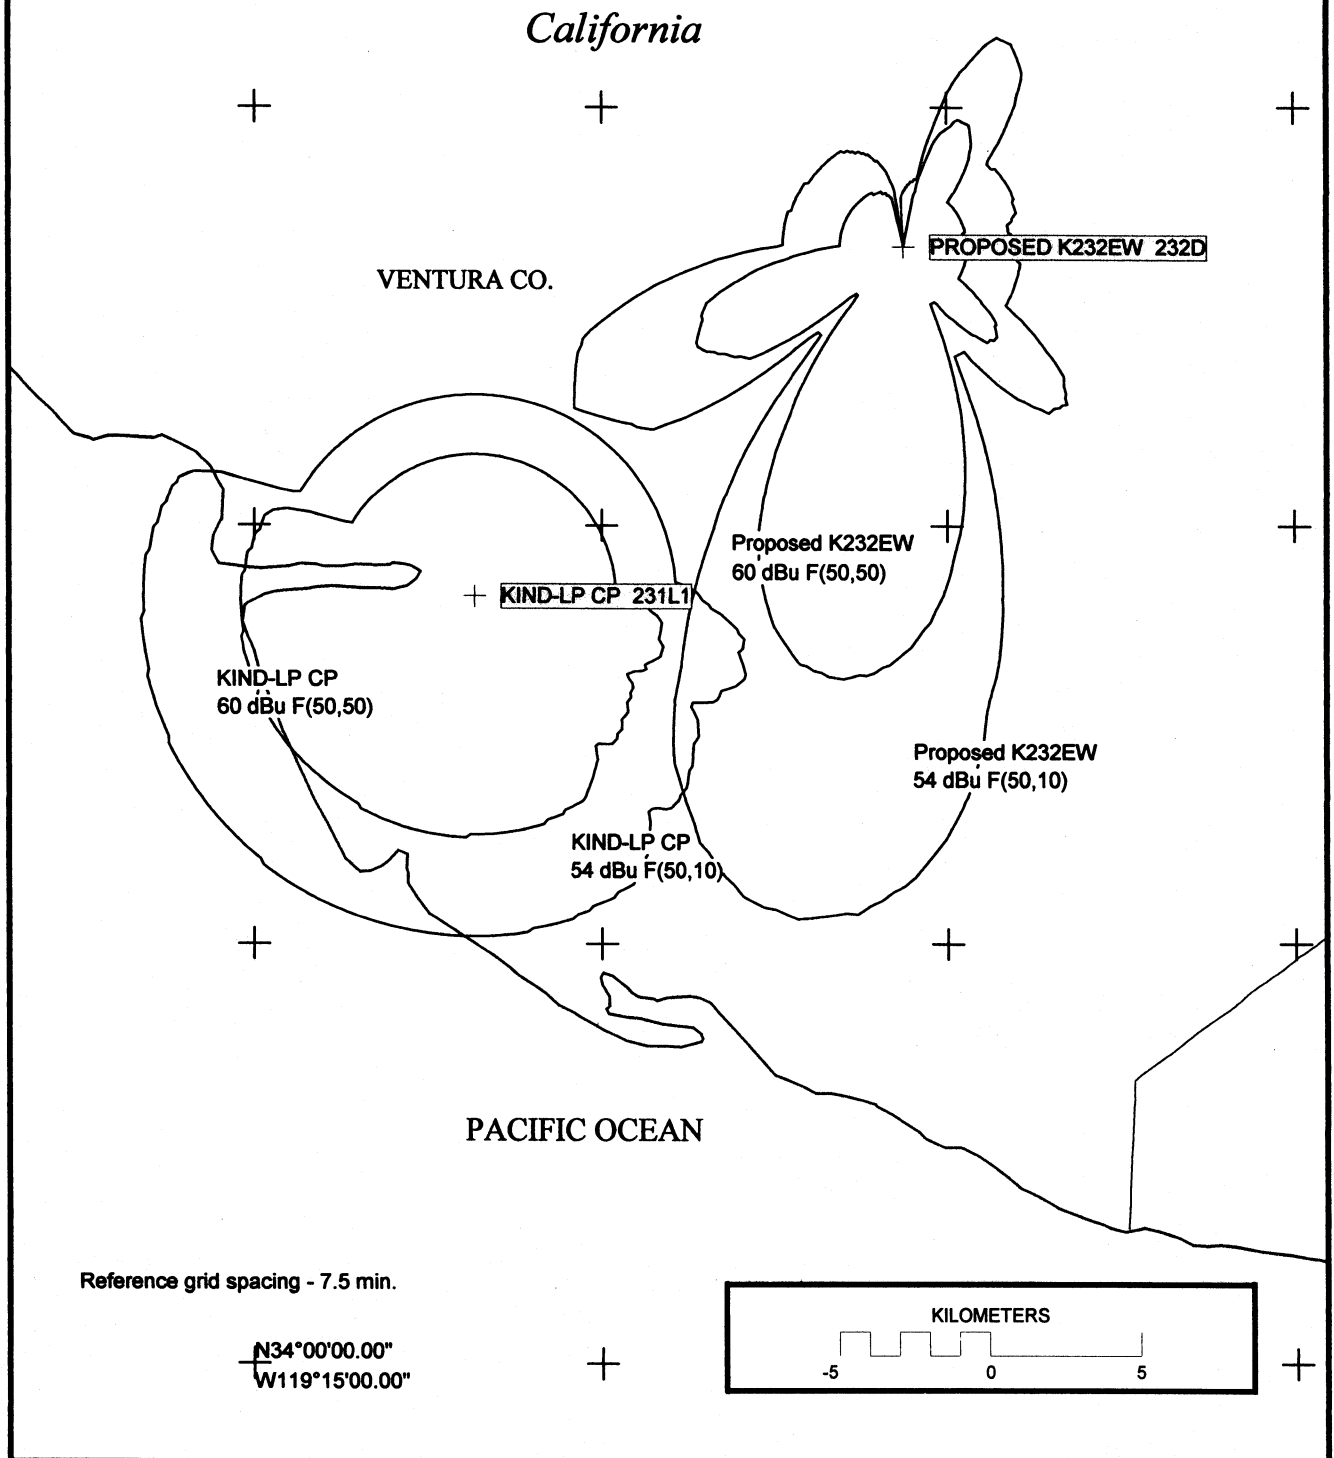 California
PROPOSED K232EW 232D
VENTURA CO.
Proposed K232EW
60 dBu F(50,50)
KIND-LP CP 231L1
KIND-LP CP
60 dBu F(50,50)
Proposed K232EW
54 dBu F(50,10)
KIND-LP CP
54 dBu F(50,10)
PACIFIC OCEAN
Reference grid spacing - 7.5 min.
KILOMETERS
-5 0 5
N34°00'00.00"
W119°15'00.00"